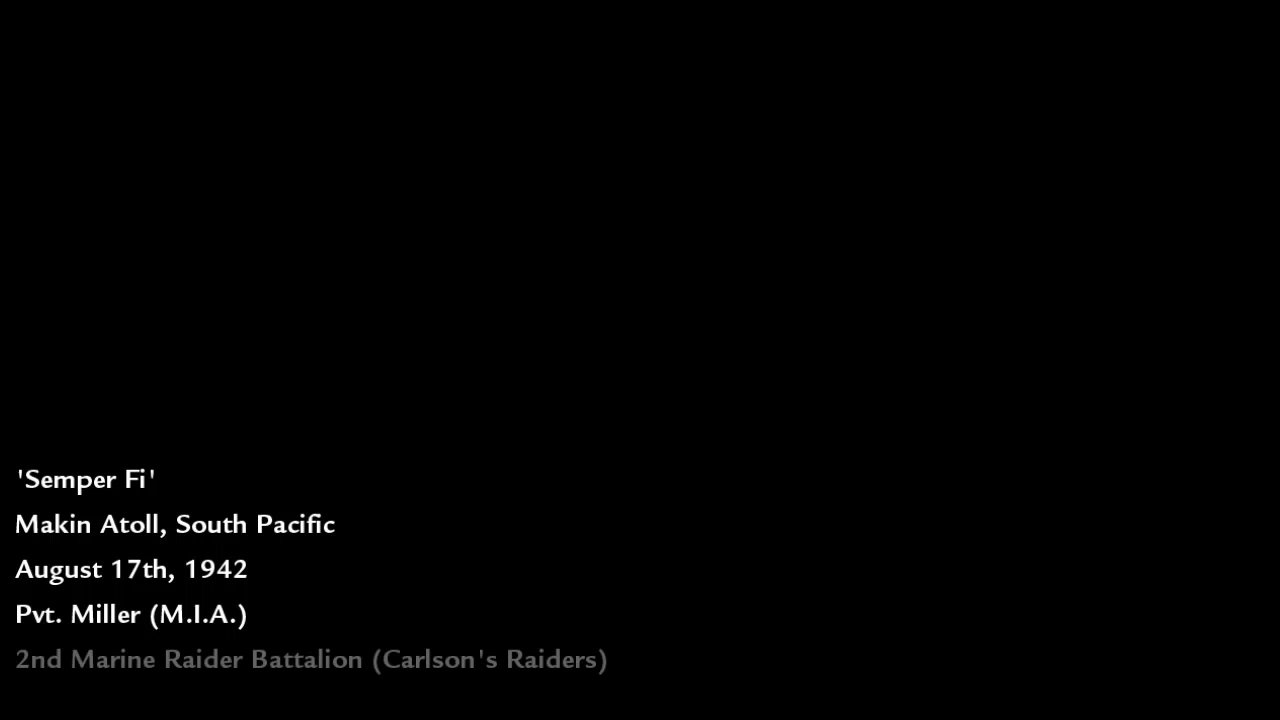 'Semper Fi'
Makin Atoll, South Pacific
August 17th, 1942
Pvt. Miller (M.I.A.)
2nd Marine Raider Battalion (Carlson's Raiders)